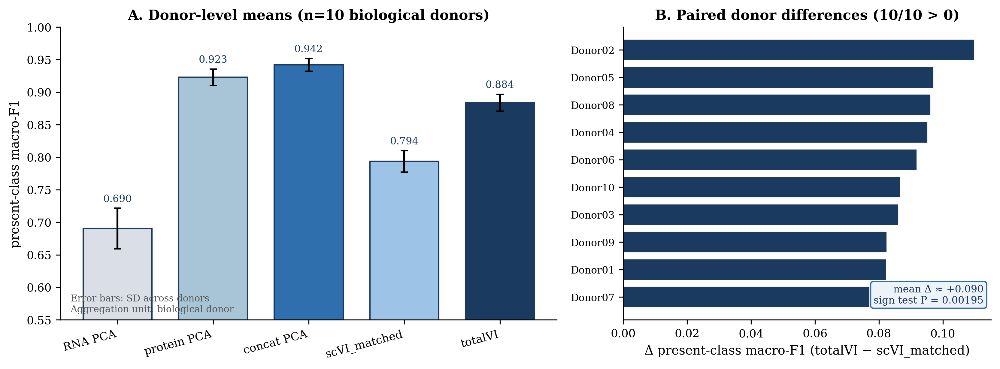 A. Donor-level means (n=10 biological donors)
present-class macro-F1
1.00
0.95
0.90
0.85
0.80
0.75
0.70
0.65
0.60
0.55
0.690
0.923
0.942
0.794
0.884
Error bars: SD across donors
Aggregation unit: biological donor
RNA PCA
protein PCA
concat PCA
scVI_matched
totalVI
B. Paired donor differences (10/10 > 0)
Donor02
Donor05
Donor08
Donor04
Donor06
Donor10
Donor03
Donor09
Donor01
Donor07
mean Δ ≈ +0.090
sign test P = 0.00195
0.00
0.02
0.04
0.06
0.08
0.10
Δ present-class macro-F1 (totalVI − scVI_matched)